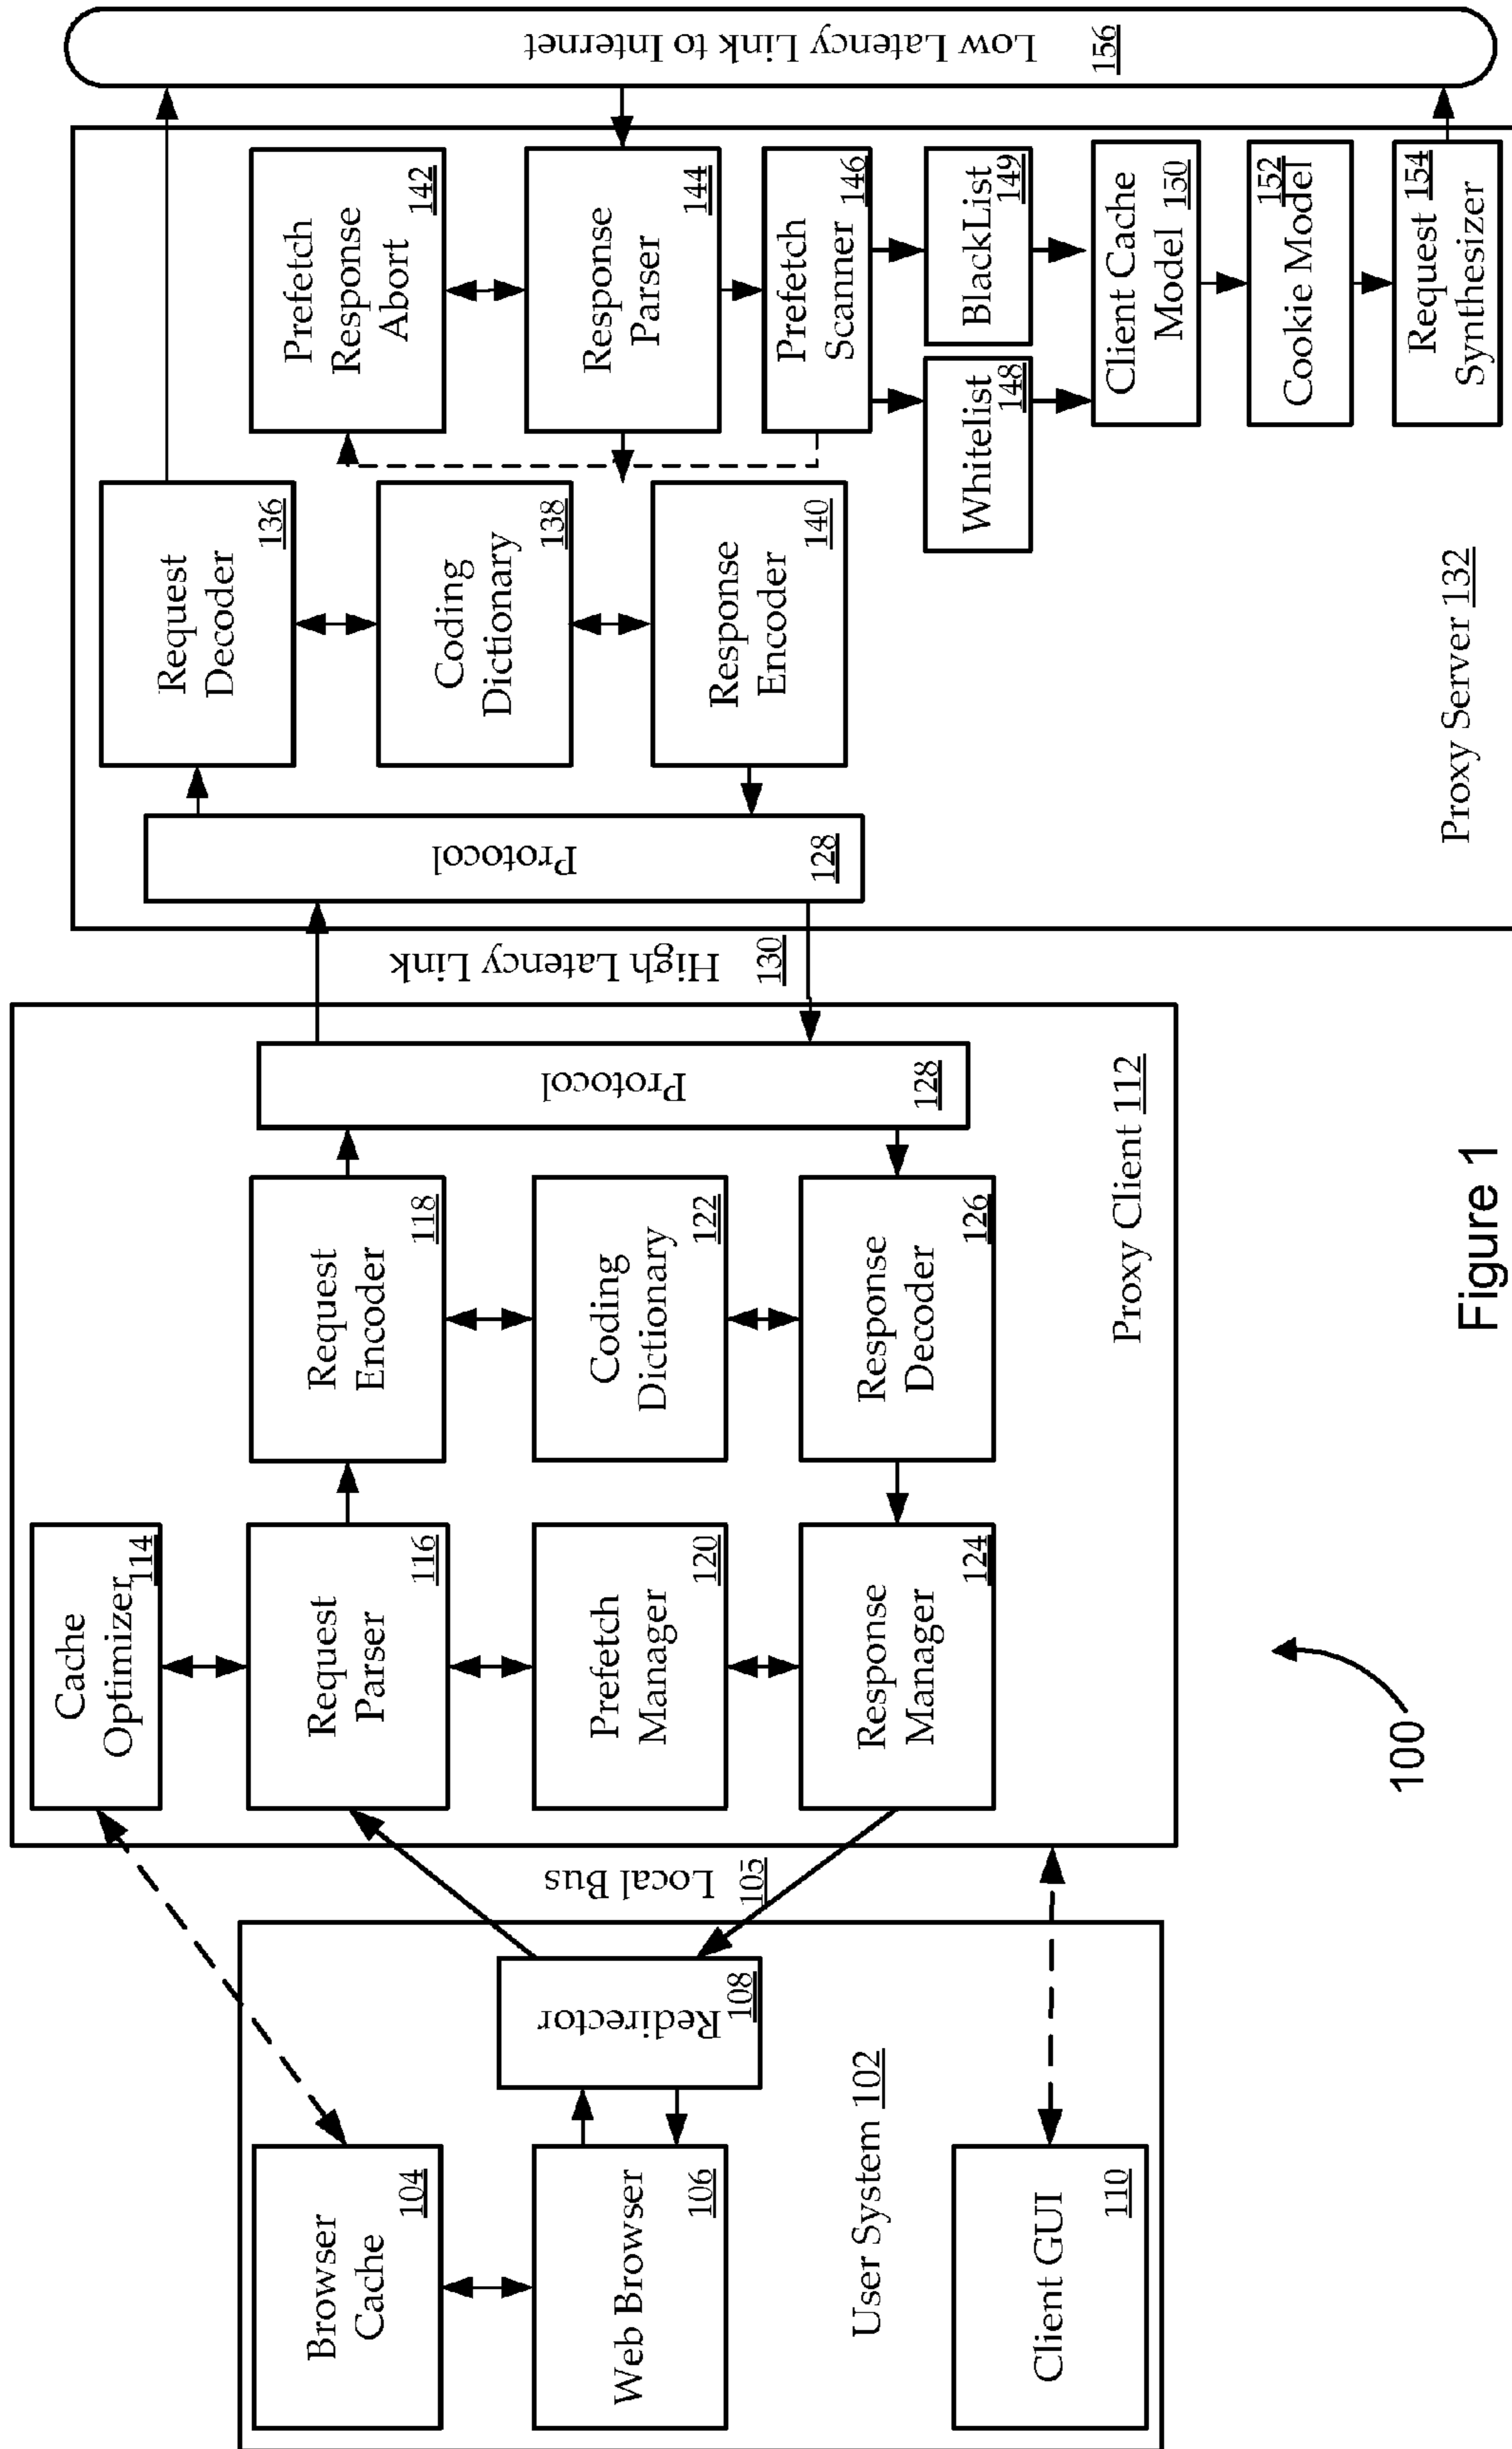 Browser
Cache
104
Web Browser
106
Redirector
108
User System 102
Client GUI
110
Local Bus
105
Cache
Optimizer
114
Request
Parser
116
Request
Encoder
118
Prefetch
Manager
120
Coding
Dictionary
122
Response
Manager
124
Response
Decoder
126
Protocol
128
Proxy Client 112
High Latency Link
130
Protocol
128
Request
Decoder
136
Coding
Dictionary
138
Response
Encoder
140
Prefetch
Response
Abort
142
Response
Parser
144
Prefetch
Scanner 146
Whitelist
148
BlackList
149
Client Cache
Model 150
152
Cookie Model
Request 154
Synthesizer
Proxy Server 132
Low Latency Link to Internet
156
100
Figure 1